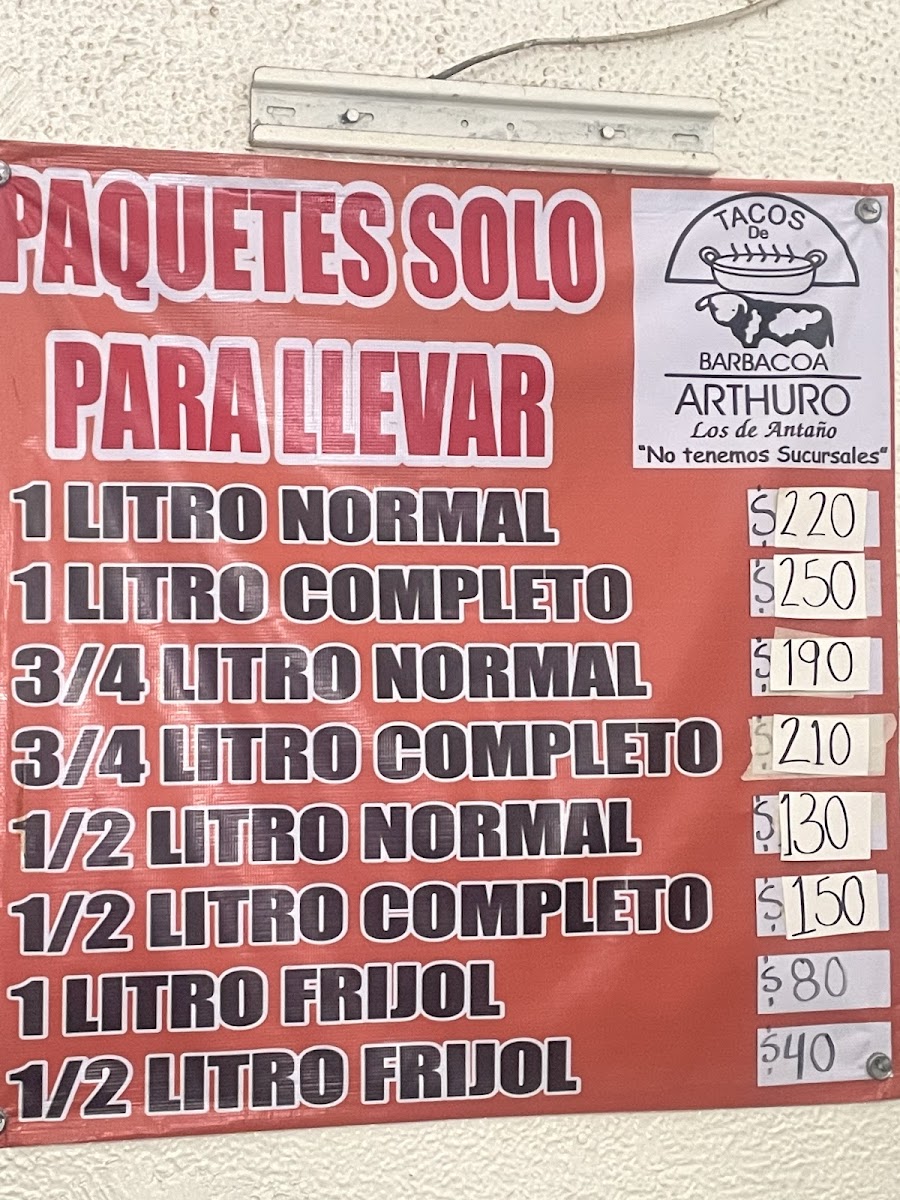 PAQUETES SOLO
PARA LLEVAR
TACOS
De
BARBACOA
ARTHURO
Los de Antaño
"No tenemos Sucursales"
1 LITRO NORMAL $220
1 LITRO COMPLETO $250
3/4 LITRO NORMAL $190
3/4 LITRO COMPLETO $210
1/2 LITRO NORMAL $130
1/2 LITRO COMPLETO $150
1 LITRO FRIJOL $80
1/2 LITRO FRIJOL $40